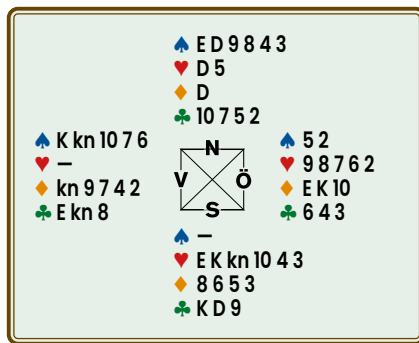 ♠ E D 9 8 4 3
♥ D 5
♦ D
♣ 10 7 5 2
♠ K kn 10 7 6
♥ –
♦ kn 9 7 4 2
♣ E kn 8
N
V Ö
S
♠ 5 2
♥ 9 8 7 6 2
♦ E K 10
♣ 6 4 3
♠ –
♥ E K kn 10 4 3
♦ 8 6 5 3
♣ K D 9